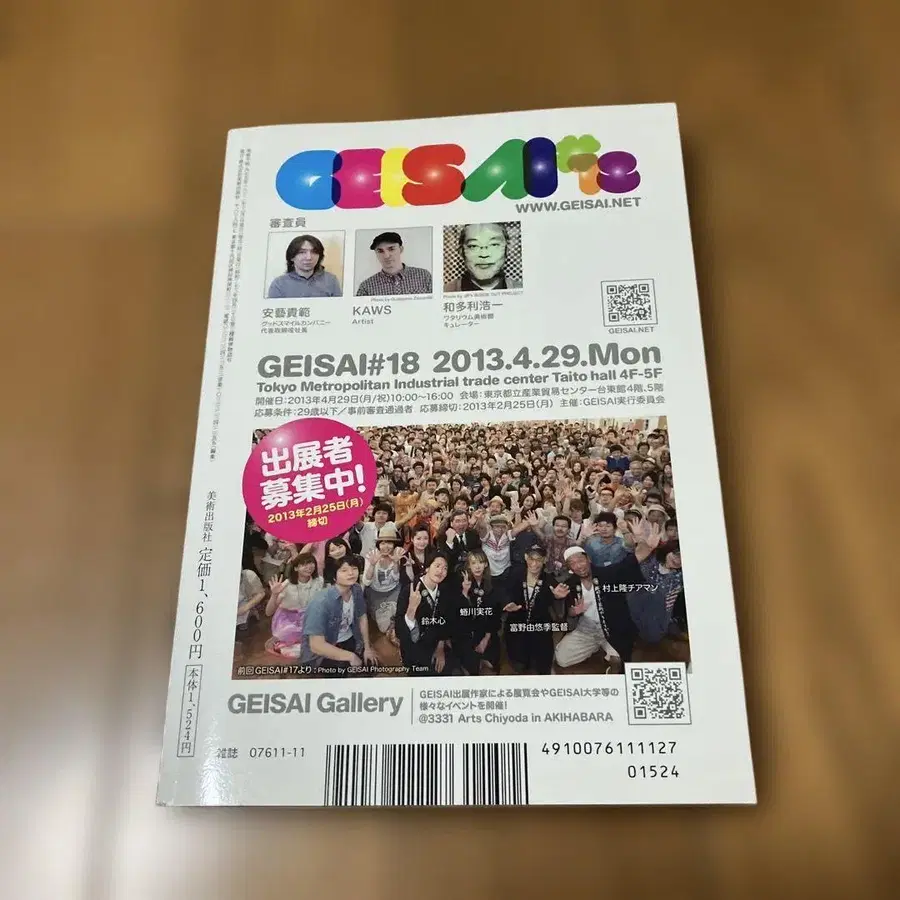 GEISAI#18
WWW.GEISAI.NET
審査員
Photo by
安藝貴範
グッドスマイルカンパニー
代表取締役社長
KAWS
Artist
和多利浩一
ワタリウム美術館
キュレーター
GEISAI.NET
GEISAI#18 2013.4.29.Mon
Tokyo Metropolitan Industrial trade center Taito hall 4F-5F
開催日:2013年4月29日(月/祝)10:00~16:00 会場:東京都立産業貿易センター台東館4階、5階
応募条件:29歳以下/事前審査通過者 応募締切:2013年2月25日(月) 主催:GEISAI実行委員会
出展者
募集中!
2013年2月25日(月)
締切
鈴木心
蜷川実花
富野由悠季監督
村上隆チアマン
前回GEISAI#17より:Photo by GEISAI Photography Team
GEISAI Gallery
GEISAI出展作家による展覧会やGEISAI大学等の
様々なイベントを開催!
@3331 Arts Chiyoda in AKIHABARA
雑誌 07611-11
4910076111127
01524
美術出版社 定価1、600円 本体1、524円